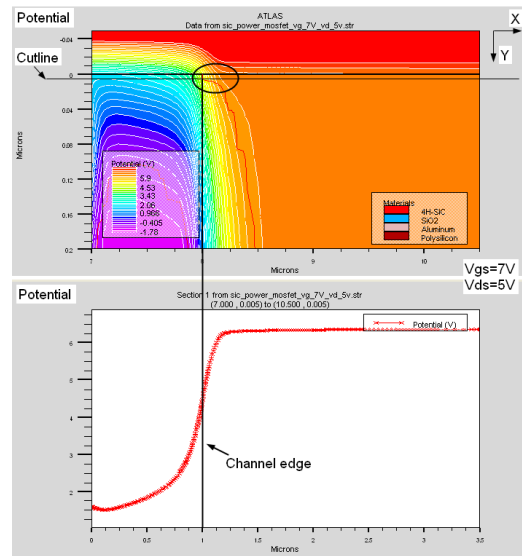 Potential
ATLAS
Data from sic_power_mosfet_vg_7V_vd_5v.str
X
Y
Cutline
-0.04
0
0.04
0.08
0.12
0.16
0.2
Microns
Potential (V)
5.9
4.53
3.43
2.06
0.968
-0.405
-1.78
Materials
4H-SiC
SiO2
Aluminum
Polysilicon
7
8
9
10
Microns
Vgs=7V
Vds=5V
Potential
Section 1 from sic_power_mosfet_vg_7V_vd_5v.str
(7.000 , 0.005) to (10.500 , 0.005)
Potential (V)
6
5
4
3
2
Channel edge
0
0.5
1
1.5
2
2.5
3
3.5
Microns